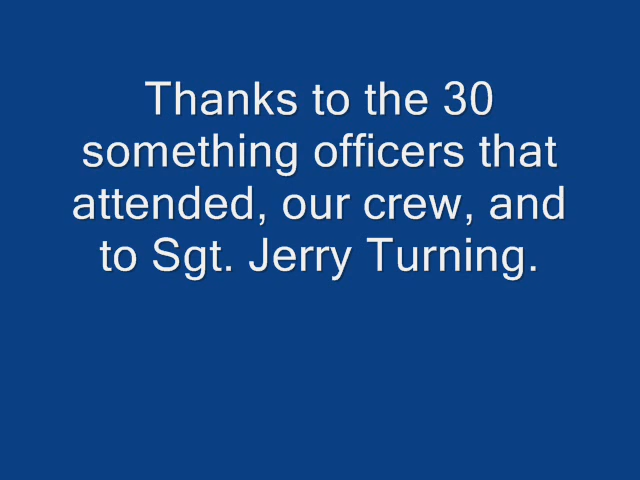 Thanks to the 30
something officers that
attended, our crew, and
to Sgt. Jerry Turning.